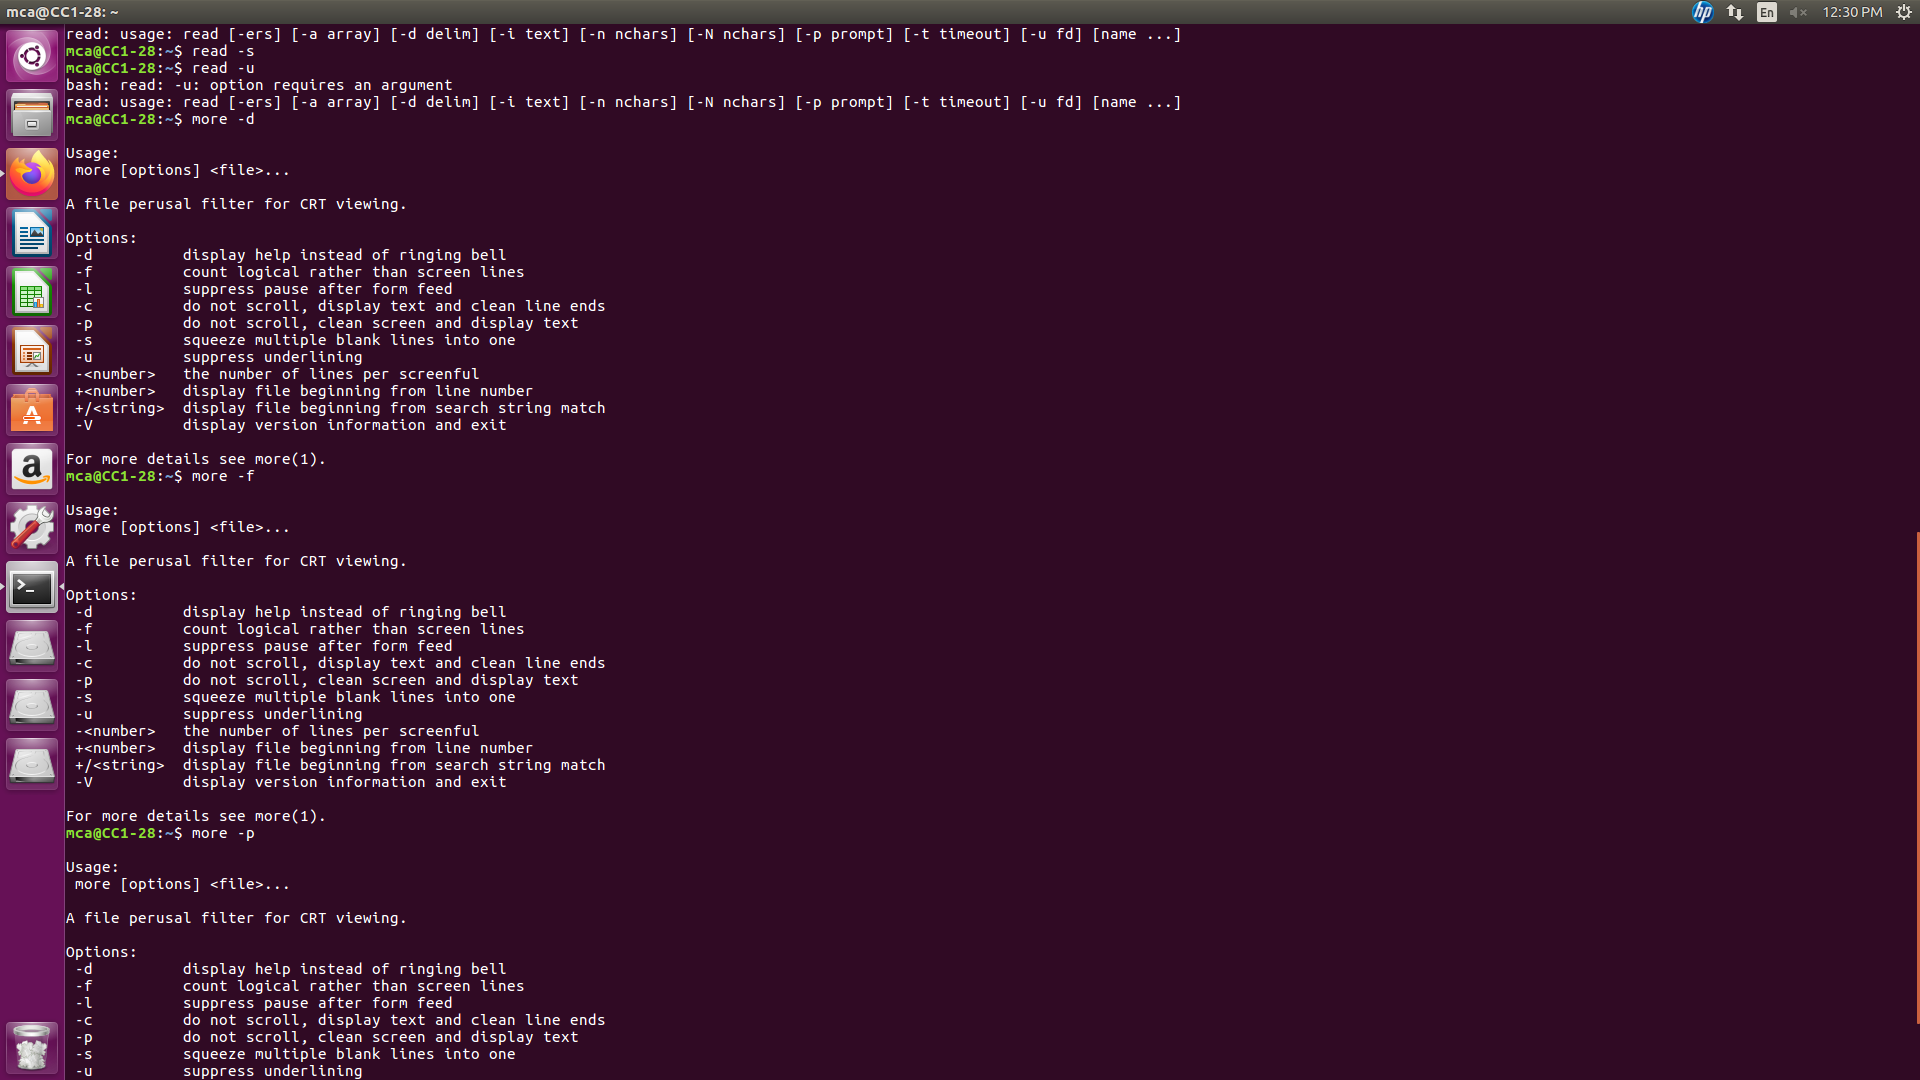 mca@CC1-28: ~
hp
En
12:30 PM
read: usage: read [-ers] [-a array] [-d delim] [-i text] [-n nchars] [-N nchars] [-p prompt] [-t timeout] [-u fd] [name ...]
mca@CC1-28:~$ read -s
mca@CC1-28:~$ read -u
bash: read: -u: option requires an argument
read: usage: read [-ers] [-a array] [-d delim] [-i text] [-n nchars] [-N nchars] [-p prompt] [-t timeout] [-u fd] [name ...]
mca@CC1-28:~$ more -d
Usage:
 more [options] <file>...
A file perusal filter for CRT viewing.
Options:
 -d          display help instead of ringing bell
 -f          count logical rather than screen lines
 -l          suppress pause after form feed
 -c          do not scroll, display text and clean line ends
 -p          do not scroll, clean screen and display text
 -s          squeeze multiple blank lines into one
 -u          suppress underlining
 -<number>   the number of lines per screenful
 +<number>   display file beginning from line number
 +/<string>  display file beginning from search string match
 -V          display version information and exit
For more details see more(1).
mca@CC1-28:~$ more -f
Usage:
 more [options] <file>...
A file perusal filter for CRT viewing.
Options:
 -d          display help instead of ringing bell
 -f          count logical rather than screen lines
 -l          suppress pause after form feed
 -c          do not scroll, display text and clean line ends
 -p          do not scroll, clean screen and display text
 -s          squeeze multiple blank lines into one
 -u          suppress underlining
 -<number>   the number of lines per screenful
 +<number>   display file beginning from line number
 +/<string>  display file beginning from search string match
 -V          display version information and exit
For more details see more(1).
mca@CC1-28:~$ more -p
Usage:
 more [options] <file>...
A file perusal filter for CRT viewing.
Options:
 -d          display help instead of ringing bell
 -f          count logical rather than screen lines
 -l          suppress pause after form feed
 -c          do not scroll, display text and clean line ends
 -p          do not scroll, clean screen and display text
 -s          squeeze multiple blank lines into one
 -u          suppress underlining